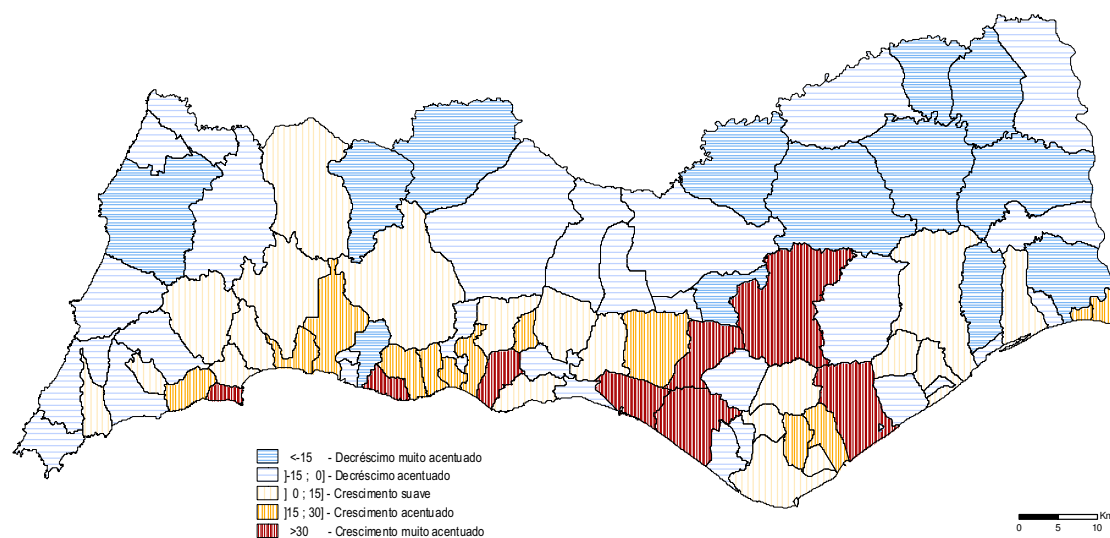 <-15 - Decréscimo muito acentuado
]-15 ; 0] - Decréscimo acentuado
] 0 ; 15] - Crescimento suave
]15 ; 30] - Crescimento acentuado
>30 - Crescimento muito acentuado
Km
0 5 10